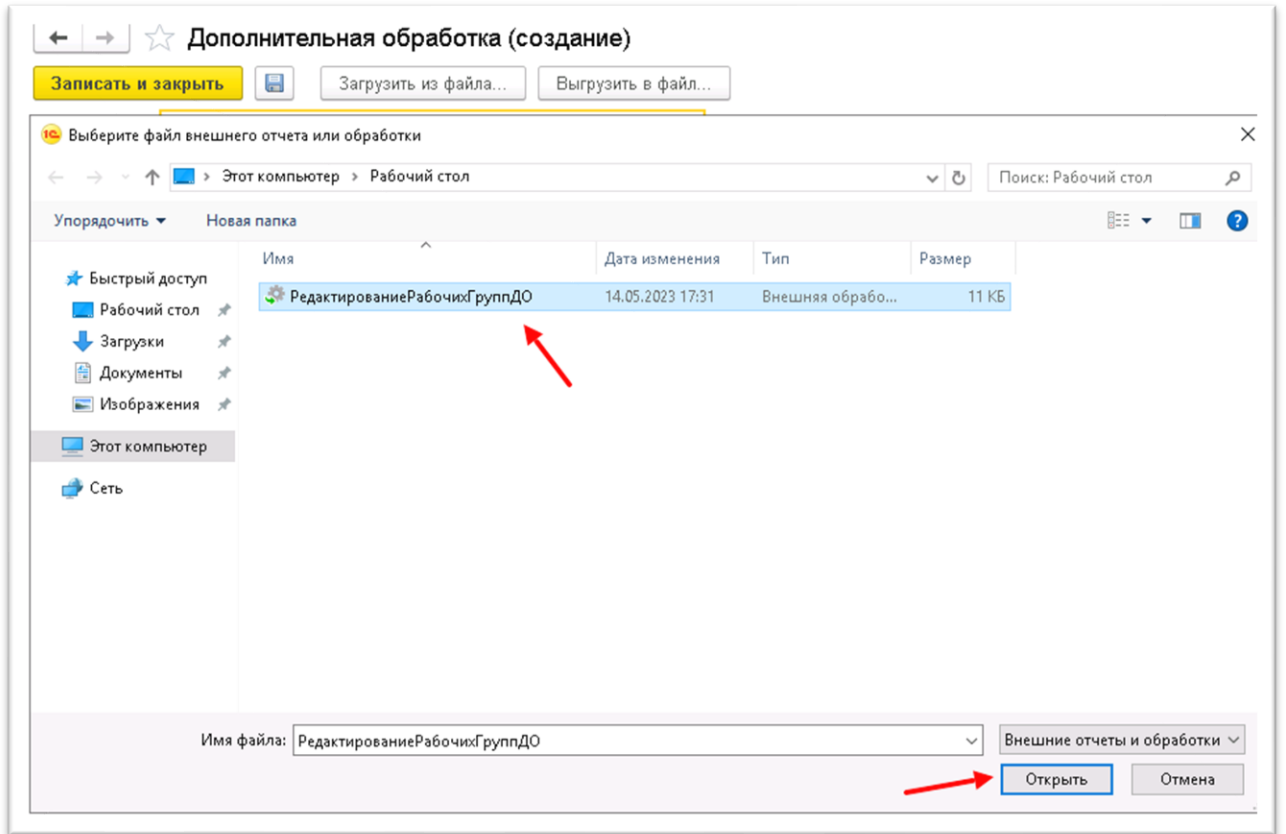 Дополнительная обработка (создание)
Записать и закрыть Загрузить из файла... Выгрузить в файл...
1С Выберите файл внешнего отчета или обработки
Этот компьютер > Рабочий стол Поиск: Рабочий стол
Упорядочить Новая папка ?
Имя Дата изменения Тип Размер
Быстрый доступ
РедактированиеРабочихГруппДО 14.05.2023 17:31 Внешняя обрабо... 11 КБ
Рабочий стол
Загрузки
Документы
Изображения
Этот компьютер
Сеть
Имя файла: РедактированиеРабочихГруппДО Внешние отчеты и обработки
Открыть Отмена